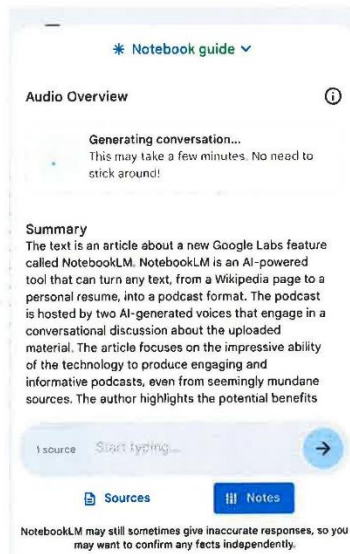 Notebook guide
Audio Overview
Generating conversation...
This may take a few minutes. No need to
stick around!
Summary
The text is an article about a new Google Labs feature
called NotebookLM. NotebookLM is an AI-powered
tool that can turn any text, from a Wikipedia page to a
personal resume, into a podcast format. The podcast
is hosted by two AI-generated voices that engage in a
conversational discussion about the uploaded
material. The article focuses on the impressive ability
of the technology to produce engaging and
informative podcasts, even from seemingly mundane
sources. The author highlights the potential benefits
1 source Start typing...
Sources Notes
NotebookLM may still sometimes give inaccurate responses, so you
may want to confirm any facts independently.